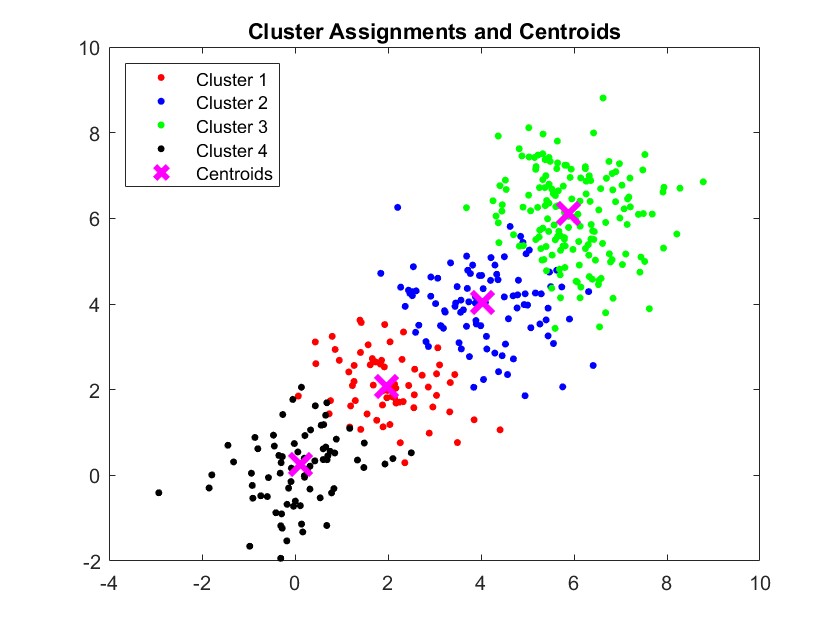 Cluster Assignments and Centroids
10
8
6
4
2
0
-2
-4
-2
0
2
4
6
8
10
Cluster 1
Cluster 2
Cluster 3
Cluster 4
Centroids